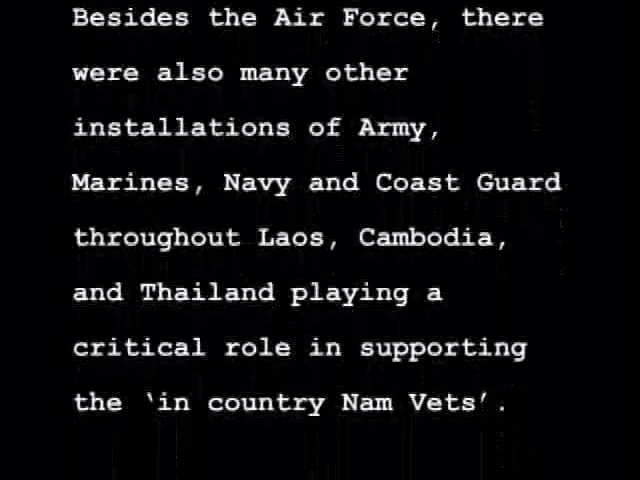 Besides the Air Force, there
were also many other
installations of Army,
Marines, Navy and Coast Guard
throughout Laos, Cambodia,
and Thailand playing a
critical role in supporting
the ‘in country Nam Vets’.